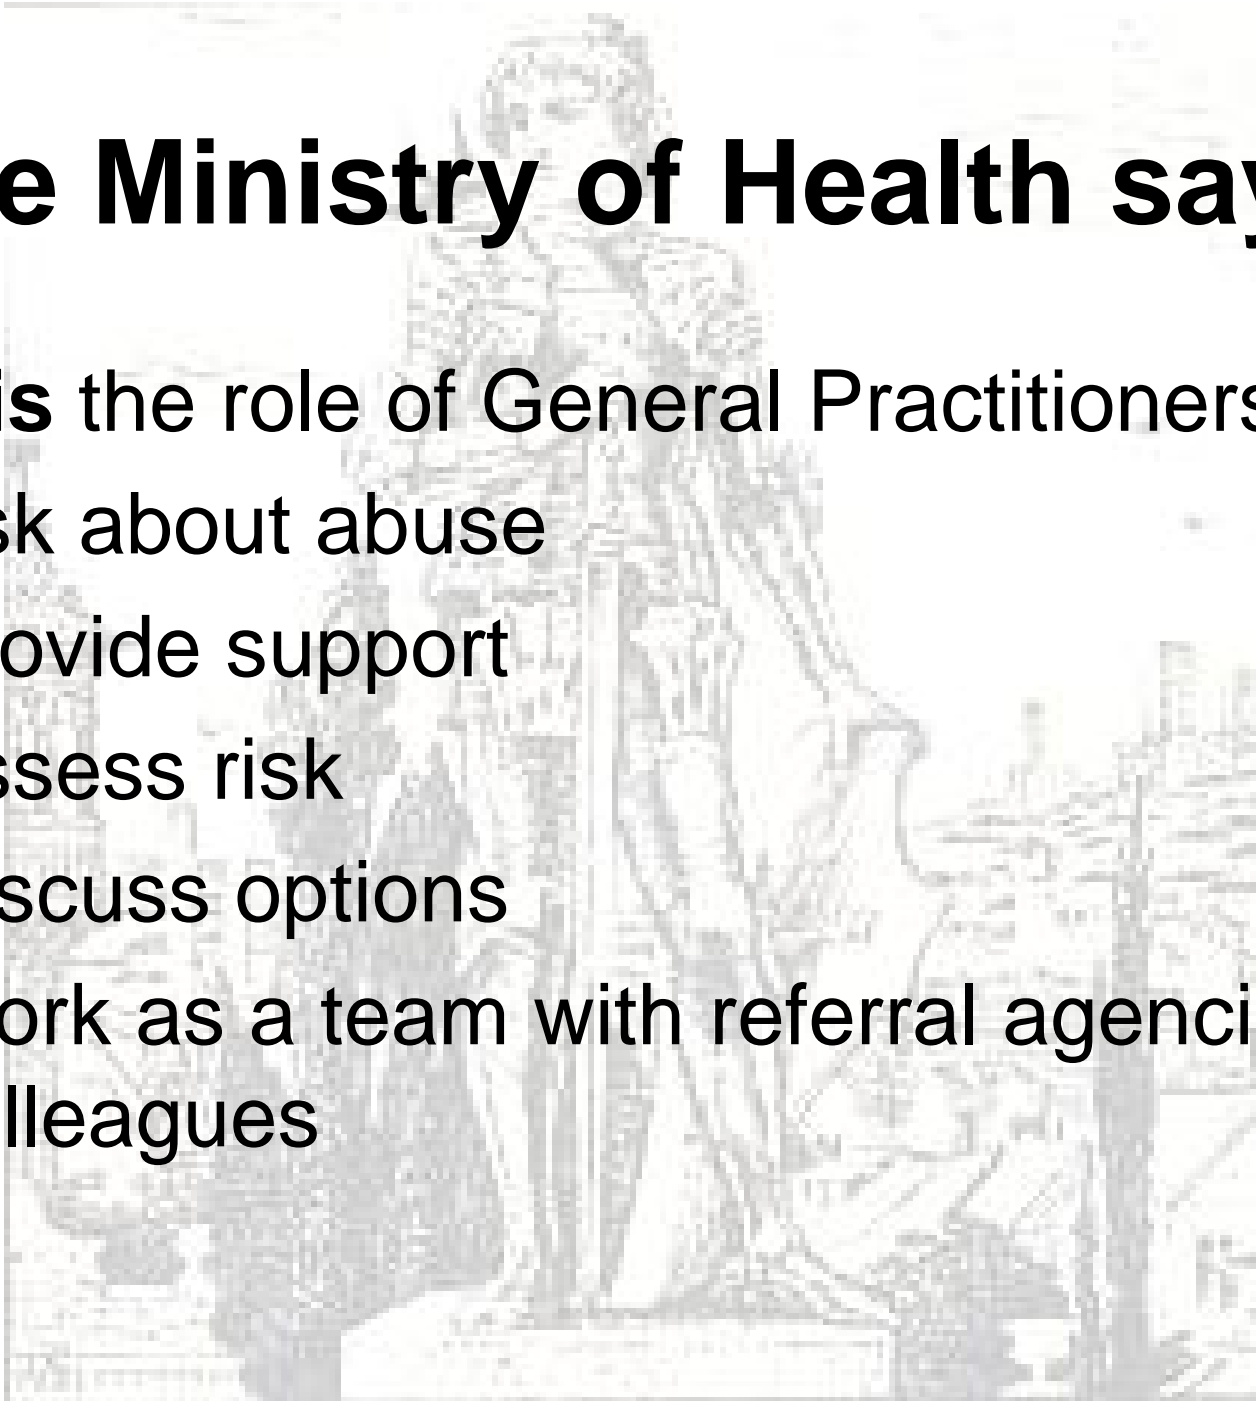 e Ministry of Health say
is the role of General Practitioners
sk about abuse
ovide support
ssess risk
scuss options
ork as a team with referral agenci
lleagues